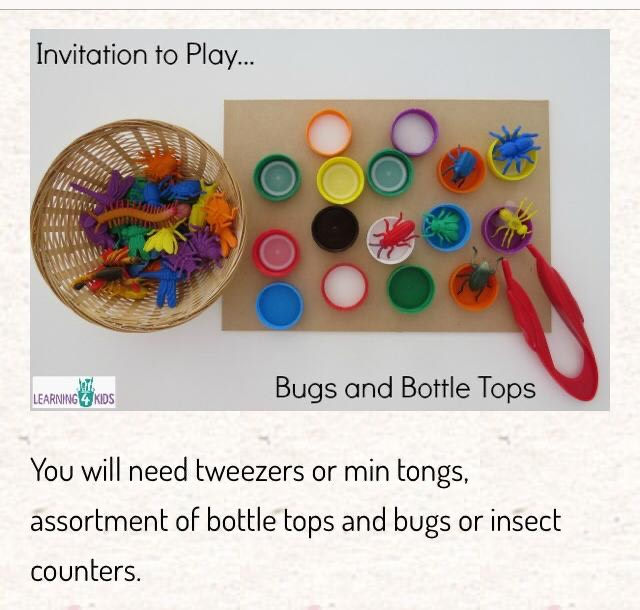 Invitation to Play...
LEARNING 4 KIDS
Bugs and Bottle Tops
You will need tweezers or min tongs,
assortment of bottle tops and bugs or insect
counters.